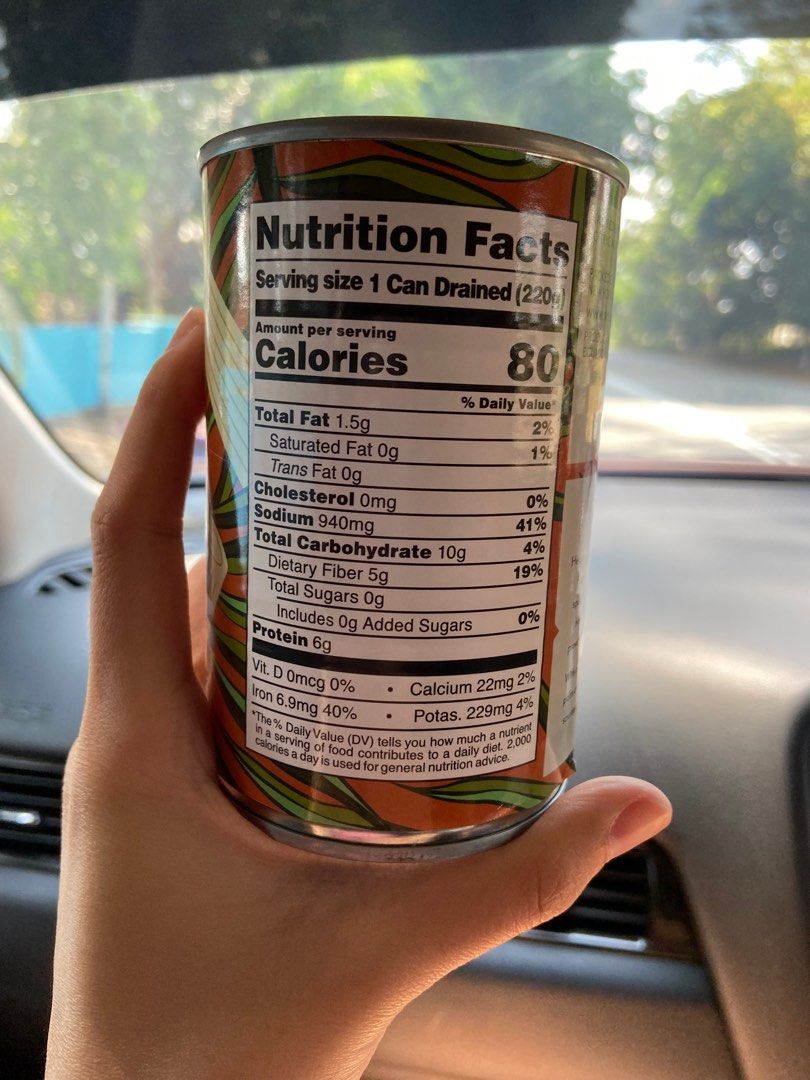 Nutrition Facts
Serving size 1 Can Drained (220g)
Amount per serving
Calories 80
% Daily Value*
Total Fat 1.5g 2%
Saturated Fat 0g 1%
Trans Fat 0g
Cholesterol 0mg 0%
Sodium 940mg 41%
Total Carbohydrate 10g 4%
Dietary Fiber 5g 19%
Total Sugars 0g
Includes 0g Added Sugars 0%
Protein 6g
Vit. D 0mcg 0% • Calcium 22mg 2%
Iron 6.9mg 40% • Potas. 229mg 4%
*The % Daily Value (DV) tells you how much a nutrient
in a serving of food contributes to a daily diet. 2,000
calories a day is used for general nutrition advice.